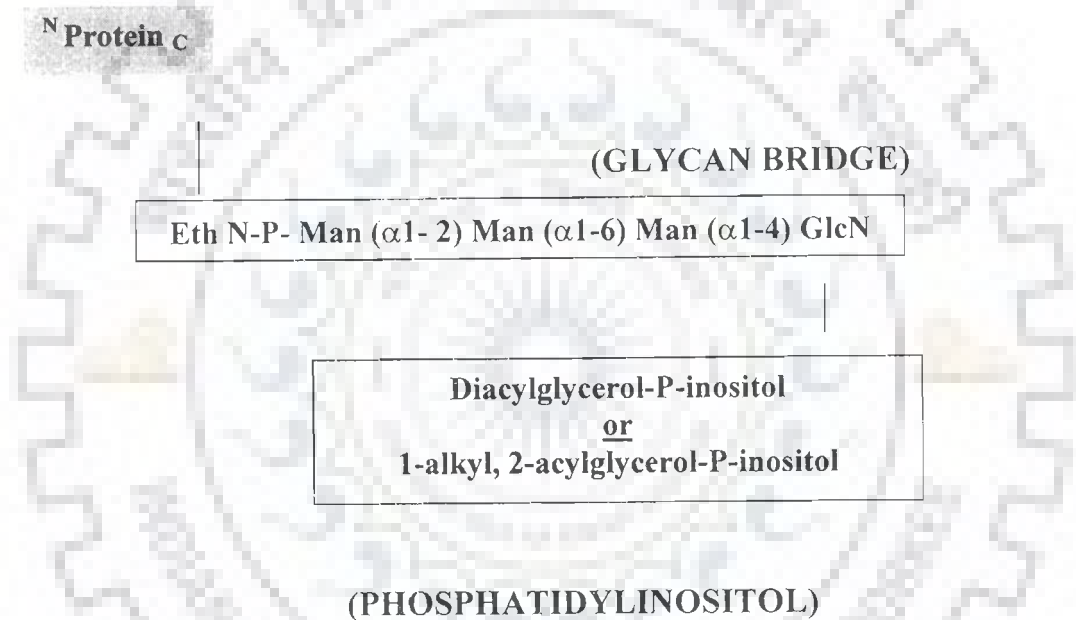 N Protein C
(GLYCAN BRIDGE)
Eth N-P- Man (α1- 2) Man (α1-6) Man (α1-4) GlcN
Diacylglycerol-P-inositol
or
1-alkyl, 2-acylglycerol-P-inositol
(PHOSPHATIDYLINOSITOL)